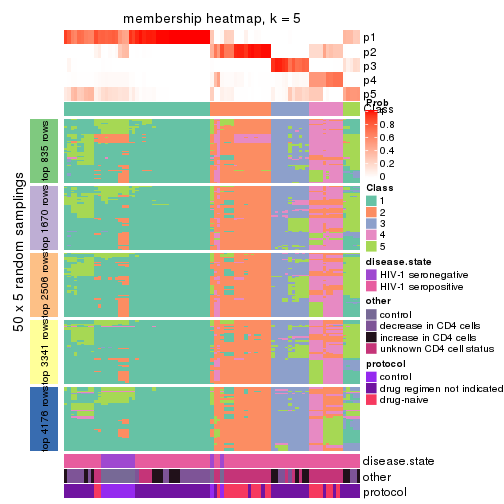 membership heatmap, k = 5
p1
p2
p3
p4
p5
Prob
1
0.8
0.6
0.4
0.2
0
Class
Class
1
2
3
4
5
disease.state
HIV-1 seronegative
HIV-1 seropositive
other
control
decrease in CD4 cells
increase in CD4 cells
unknown CD4 cell status
protocol
control
drug regimen not indicated
drug-naive
50 x 5 random samplings
top 835 rows
top 1670 rows
top 2506 rows
top 3341 rows
top 4176 rows
disease.state
other
protocol